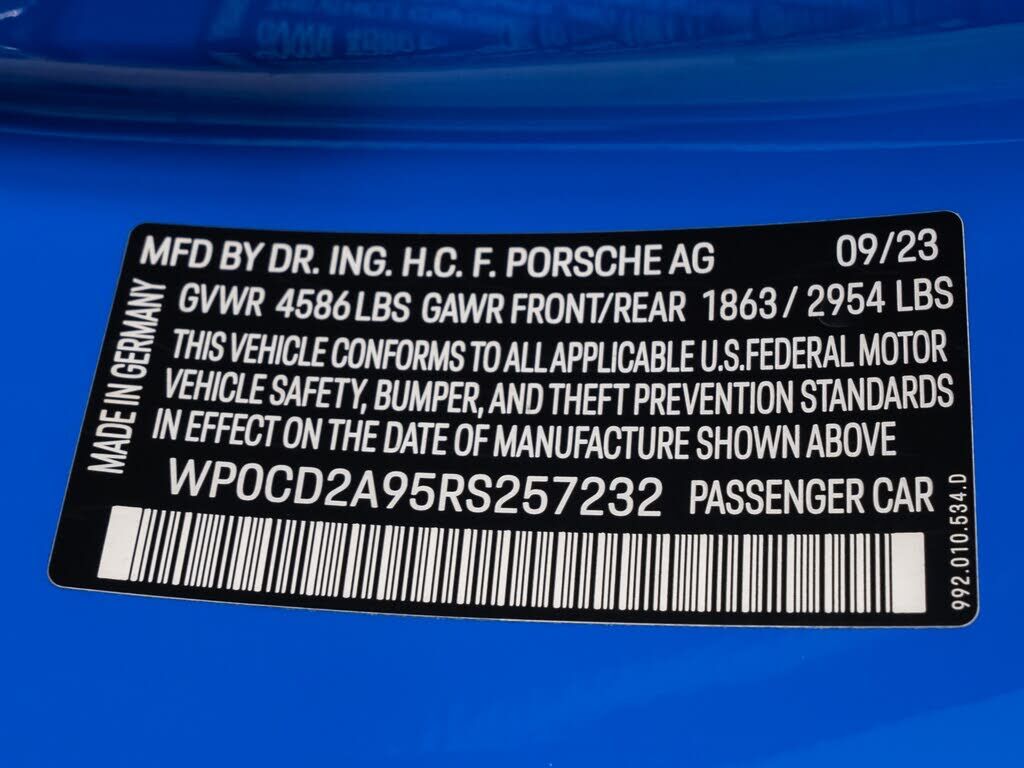 MFD BY DR. ING. H.C. F. PORSCHE AG 09/23
GVWR 4586 LBS GAWR FRONT/REAR 1863 / 2954 LBS
THIS VEHICLE CONFORMS TO ALL APPLICABLE U.S. FEDERAL MOTOR
VEHICLE SAFETY, BUMPER, AND THEFT PREVENTION STANDARDS
IN EFFECT ON THE DATE OF MANUFACTURE SHOWN ABOVE
WP0CD2A95RS257232 PASSENGER CAR
MADE IN GERMANY
992.010.534.D